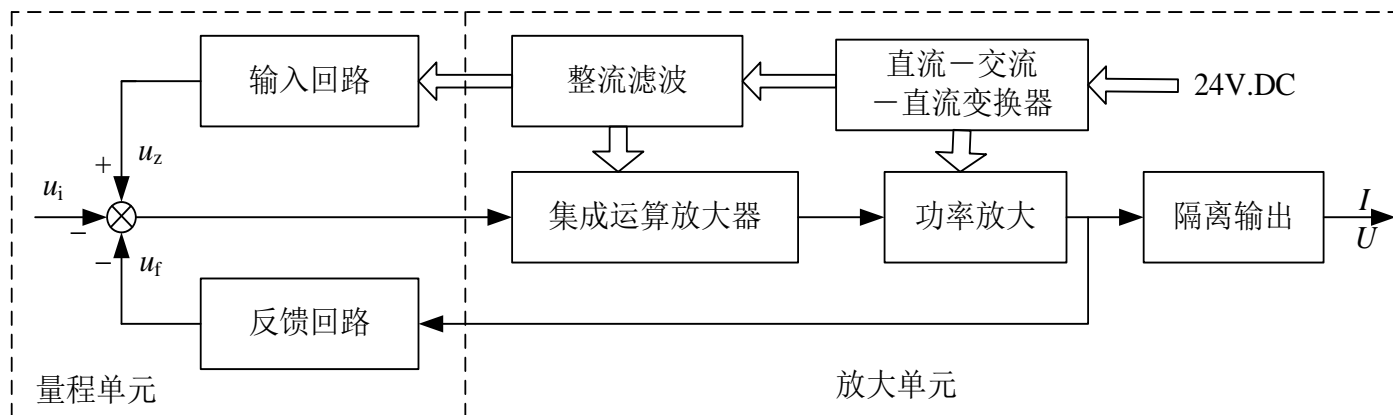 输入回路
整流滤波
直流－交流
－直流变换器
24V.DC
+
u_z
u_i
−
−
u_f
集成运算放大器
功率放大
隔离输出
I
U
反馈回路
量程单元
放大单元